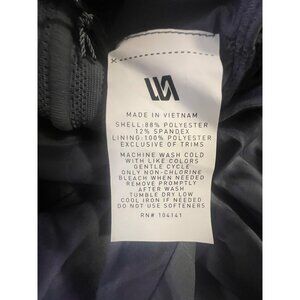 MADE IN VIETNAM
SHELL:88% POLYESTER
12% SPANDEX
LINING:100% POLYESTER
EXCLUSIVE OF TRIMS
MACHINE WASH COLD
WITH LIKE COLORS
GENTLE CYCLE
ONLY NON-CHLORINE
BLEACH WHEN NEEDED
REMOVE PROMPTLY
AFTER WASH
TUMBLE DRY LOW
COOL IRON IF NEEDED
DO NOT USE SOFTENERS
RN# 104141